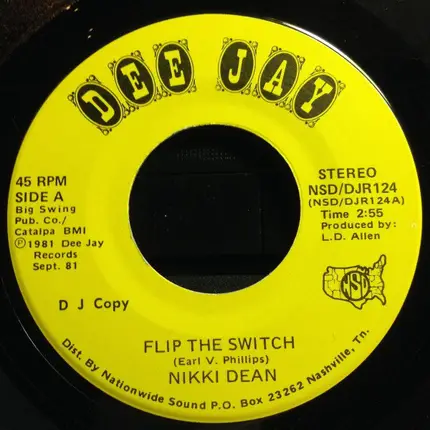 DEE JAY
45 RPM
SIDE A
Big Swing
Pub. Co./
Catalpa BMI
℗1981 Dee Jay
Records
Sept. 81
D J Copy
STEREO
NSD/DJR124
(NSD/DJR124A)
Time 2:55
Produced by:
L.D. Allen
NSD
FLIP THE SWITCH
(Earl V. Phillips)
NIKKI DEAN
Dist. By Nationwide Sound P.O. Box 23262 Nashville, Tn.